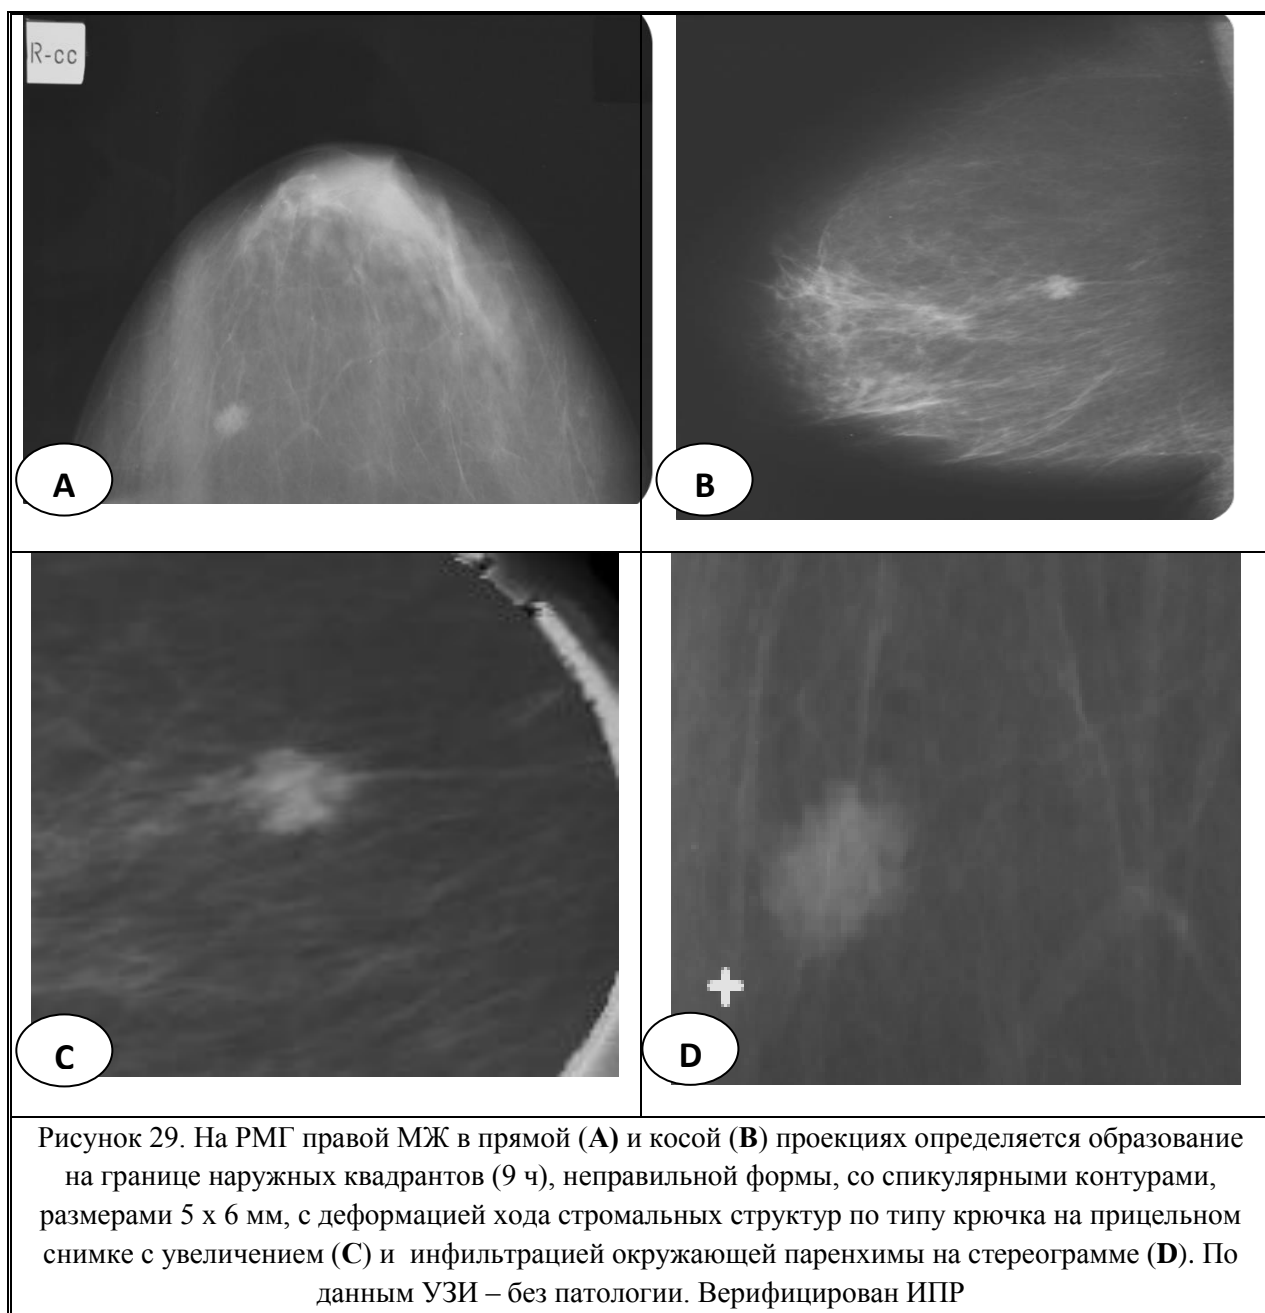 R-cc
A
B
C
D
Рисунок 29. На РМГ правой МЖ в прямой (A) и косой (B) проекциях определяется образование
на границе наружных квадрантов (9 ч), неправильной формы, со спикулярными контурами,
размерами 5 х 6 мм, с деформацией хода стромальных структур по типу крючка на прицельном
снимке с увеличением (C) и инфильтрацией окружающей паренхимы на стереограмме (D). По
данным УЗИ – без патологии. Верифицирован ИПР